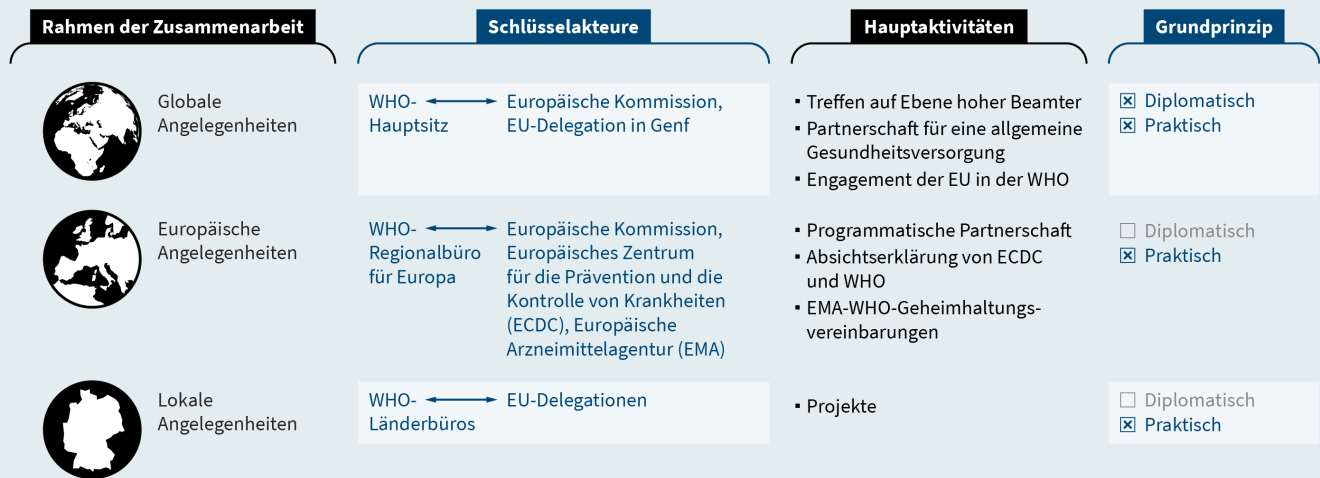 Rahmen der Zusammenarbeit
Schlüsselakteure
Hauptaktivitäten
Grundprinzip
Globale
Angelegenheiten
WHO-
Hauptsitz
Europäische Kommission,
EU-Delegation in Genf
▪ Treffen auf Ebene hoher Beamter
▪ Partnerschaft für eine allgemeine
Gesundheitsversorgung
▪ Engagement der EU in der WHO
☒ Diplomatisch
☒ Praktisch
Europäische
Angelegenheiten
WHO-
Regionalbüro
für Europa
Europäische Kommission,
Europäisches Zentrum
für die Prävention und die
Kontrolle von Krankheiten
(ECDC), Europäische
Arzneimittelagentur (EMA)
▪ Programmatische Partnerschaft
▪ Absichtserklärung von ECDC
und WHO
▪ EMA-WHO-Geheimhaltungs-
vereinbarungen
☐ Diplomatisch
☒ Praktisch
Lokale
Angelegenheiten
WHO-
Länderbüros
EU-Delegationen
▪ Projekte
☐ Diplomatisch
☒ Praktisch